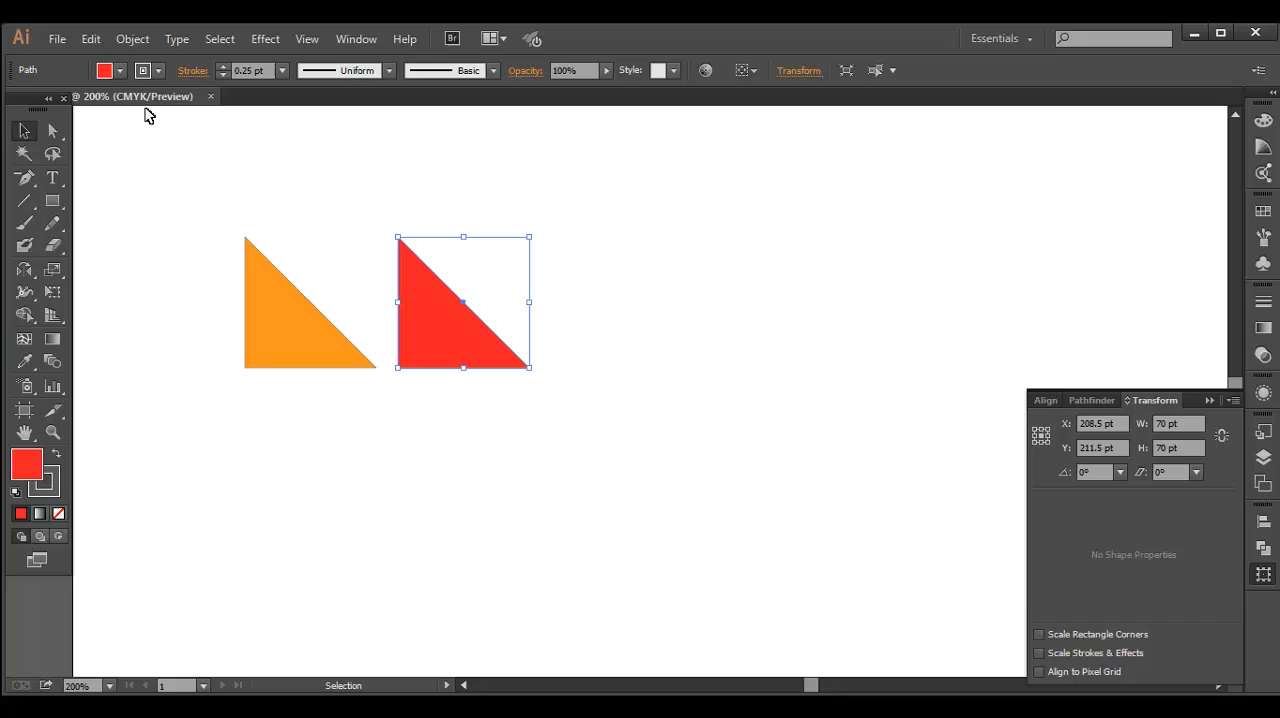 Ai File Edit Object Type Select Effect View Window Help Br Essentials
Path Stroke: 0.25 pt Uniform Basic Opacity: 100% Style: Transform
@ 200% (CMYK/Preview) ×
T
Align Pathfinder Transform
X: 208.5 pt W: 70 pt
Y: 211.5 pt H: 70 pt
0° 0°
No Shape Properties
Scale Rectangle Corners
Scale Strokes & Effects
Align to Pixel Grid
200% 1 Selection